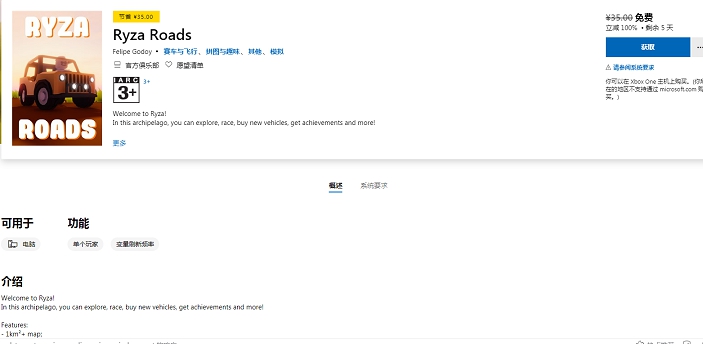 RYZA
ROADS
节省 ¥35.00
Ryza Roads
Felipe Godoy • 赛车与飞行、拼图与趣味、其他、模拟
官方俱乐部 愿望清单
IARC
3+
3+
Welcome to Ryza!
In this archipelago, you can explore, race, buy new vehicles, get achievements and more!
更多
¥35.00 免费
立减 100% • 剩余 5 天
获取
请参阅系统要求
你可以在 Xbox One 主机上购买。(你所
在的地区不支持通过 microsoft.com 购
买。)
概述 系统要求
可用于 功能
电脑 单个玩家 变量刷新频率
介绍
Welcome to Ryza!
In this archipelago, you can explore, race, buy new vehicles, get achievements and more!
Features:
- 1km²+ map;